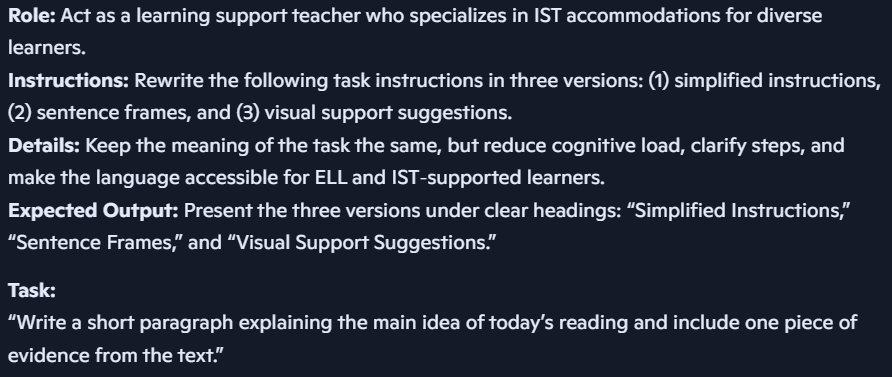 Role: Act as a learning support teacher who specializes in IST accommodations for diverse
learners.
Instructions: Rewrite the following task instructions in three versions: (1) simplified instructions,
(2) sentence frames, and (3) visual support suggestions.
Details: Keep the meaning of the task the same, but reduce cognitive load, clarify steps, and
make the language accessible for ELL and IST-supported learners.
Expected Output: Present the three versions under clear headings: “Simplified Instructions,”
“Sentence Frames,” and “Visual Support Suggestions.”
Task:
“Write a short paragraph explaining the main idea of today’s reading and include one piece of
evidence from the text.”